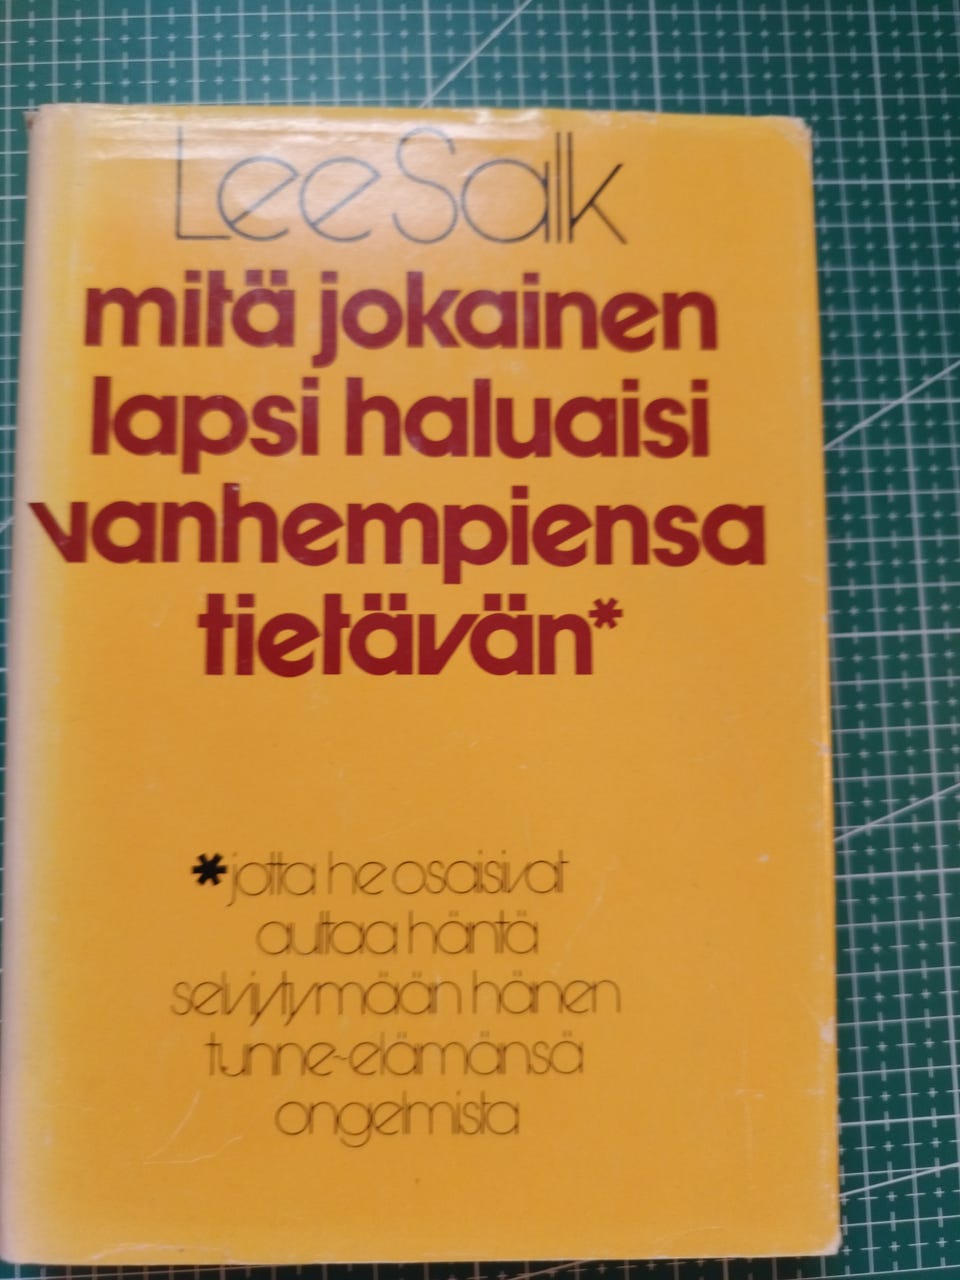 Lee Salk
mitä jokainen
lapsi haluaisi
vanhempiensa
tietävän*
*jotta he osaisivat
auttaa häntä
selviytymään hänen
tunne-elämänsä
ongelmista